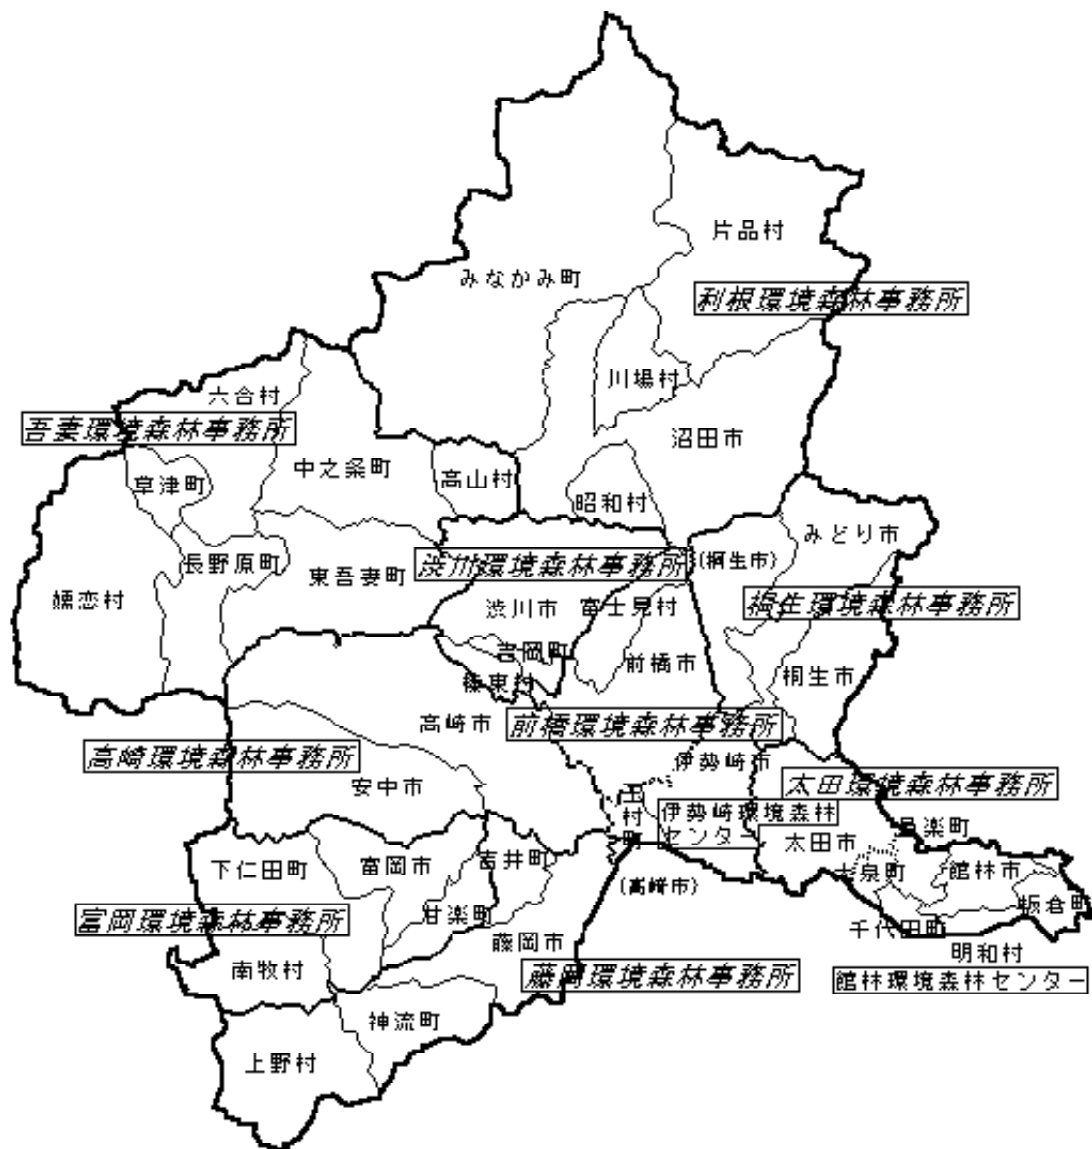 片品村
みなかみ町
利根環境森林事務所
川場村
六合村
吾妻環境森林事務所
沼田市
中之条町
高山村
草津町
昭和村
みどり市
長野原町
東吾妻町
渋川環境森林事務所
(桐生市)
嬬恋村
渋川市
富士見村
桐生環境森林事務所
吉岡町
前橋市
桐生市
榛東村
高崎市
前橋環境森林事務所
高崎環境森林事務所
伊勢崎市
安中市
太田環境森林事務所
玉村町
伊勢崎環境森林
センター
邑楽町
太田市
下仁田町
富岡市
吉井町
大泉町
館林市
(高崎市)
板倉町
富岡環境森林事務所
甘楽町
千代田町
藤岡市
明和村
南牧村
藤岡環境森林事務所
館林環境森林センター
神流町
上野村